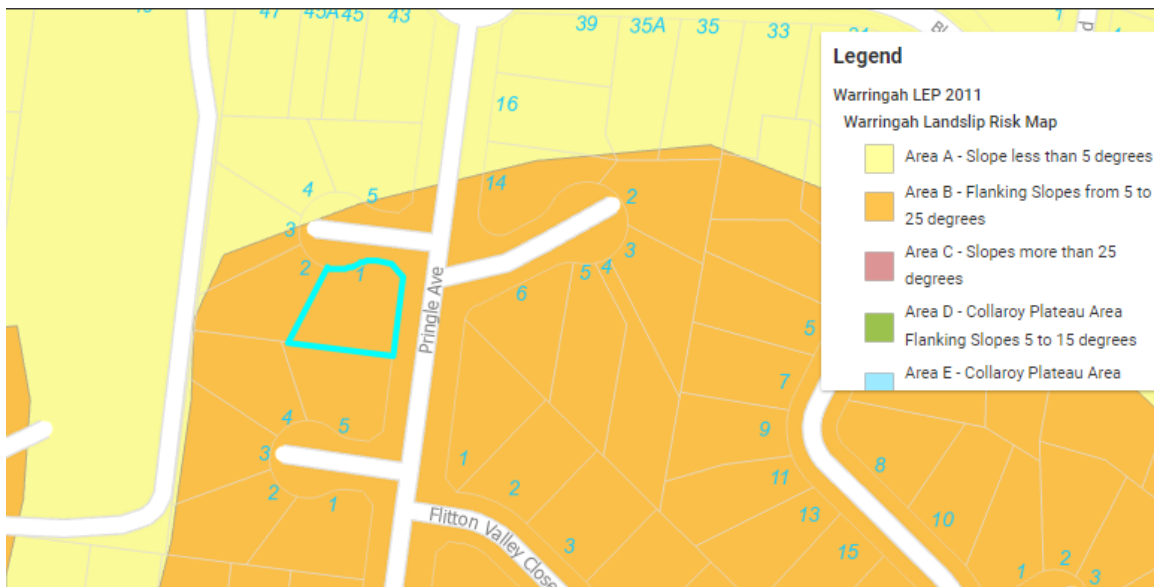 47
45A
45
43
39
35A
35
33
1
16
14
4
5
3
2
1
2
3
5
4
6
Pringle Ave
5
7
9
11
13
15
8
10
4
5
3
2
1
1
2
3
Flitton Valley Close
1
2
3
Legend
Warringah LEP 2011
Warringah Landslip Risk Map
Area A - Slope less than 5 degrees
Area B - Flanking Slopes from 5 to
25 degrees
Area C - Slopes more than 25
degrees
Area D - Collaroy Plateau Area
Flanking Slopes 5 to 15 degrees
Area E - Collaroy Plateau Area